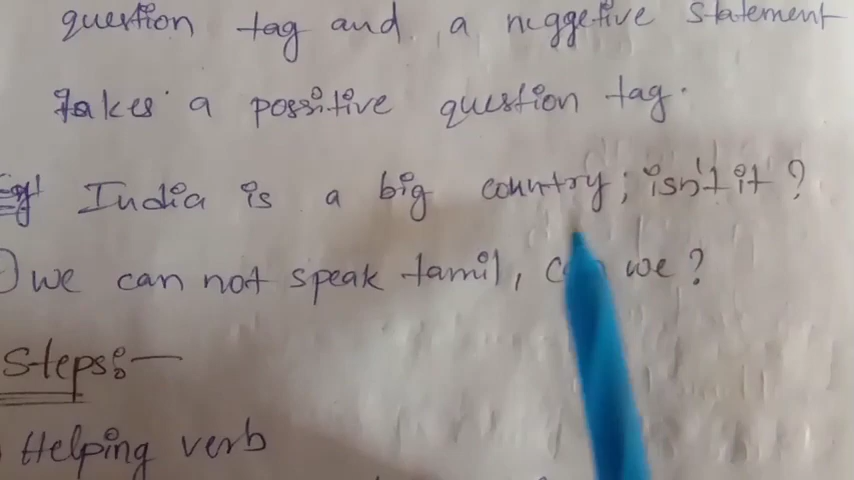 question tag and a niggetive statement
takes a possitive question tag.
Eg) India is a big country; isn't it?
) we can not speak tamil, can we?
Steps:—
Helping verb